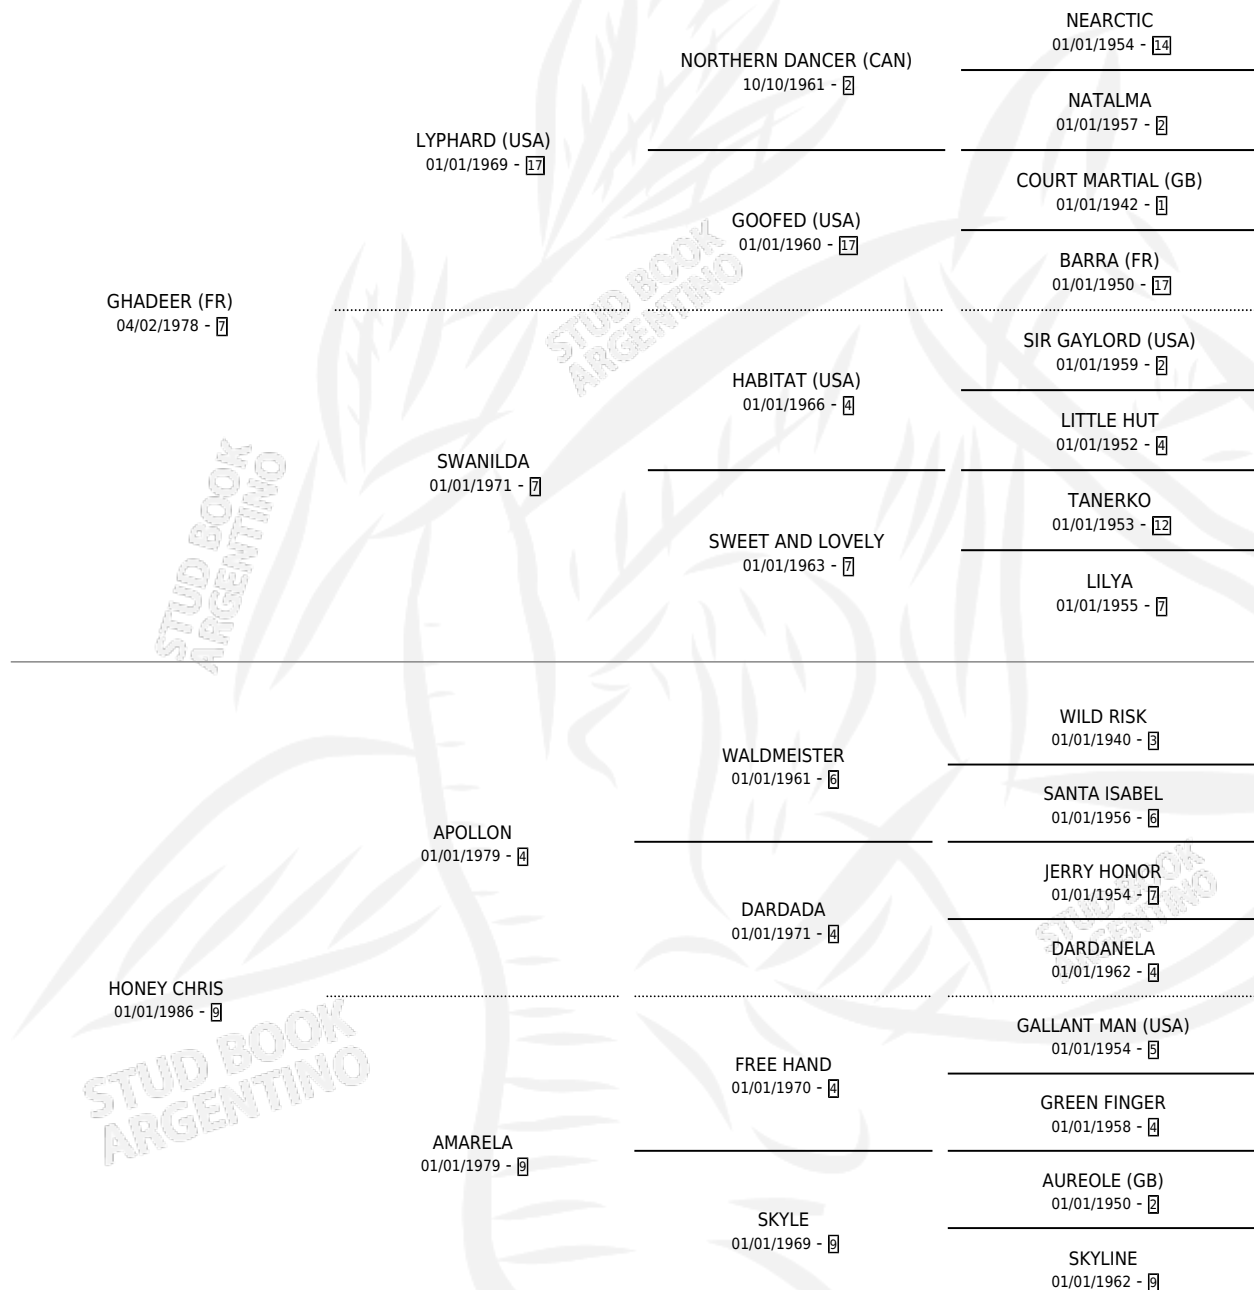 NEARCTIC
01/01/1954 - 14
NORTHERN DANCER (CAN)
10/10/1961 - 2
NATALMA
01/01/1957 - 2
LYPHARD (USA)
01/01/1969 - 17
COURT MARTIAL (GB)
01/01/1942 - 1
GOOFED (USA)
01/01/1960 - 17
BARRA (FR)
01/01/1950 - 17
GHADEER (FR)
04/02/1978 - 7
SIR GAYLORD (USA)
01/01/1959 - 2
HABITAT (USA)
01/01/1966 - 4
LITTLE HUT
01/01/1952 - 4
SWANILDA
01/01/1971 - 7
TANERKO
01/01/1953 - 12
SWEET AND LOVELY
01/01/1963 - 7
LILYA
01/01/1955 - 7
WILD RISK
01/01/1940 - 3
WALDMEISTER
01/01/1961 - 6
SANTA ISABEL
01/01/1956 - 6
APOLLON
01/01/1979 - 4
JERRY HONOR
01/01/1954 - 7
DARDADA
01/01/1971 - 4
DARDANELA
01/01/1962 - 4
HONEY CHRIS
01/01/1986 - 9
GALLANT MAN (USA)
01/01/1954 - 5
FREE HAND
01/01/1970 - 4
GREEN FINGER
01/01/1958 - 4
AMARELA
01/01/1979 - 9
AUREOLE (GB)
01/01/1950 - 2
SKYLE
01/01/1969 - 9
SKYLINE
01/01/1962 - 9
STUD BOOK
ARGENTINO
STUD BOOK
ARGENTINO
STUD BOOK
ARGENTINO
STUD BOOK
ARGENTINO